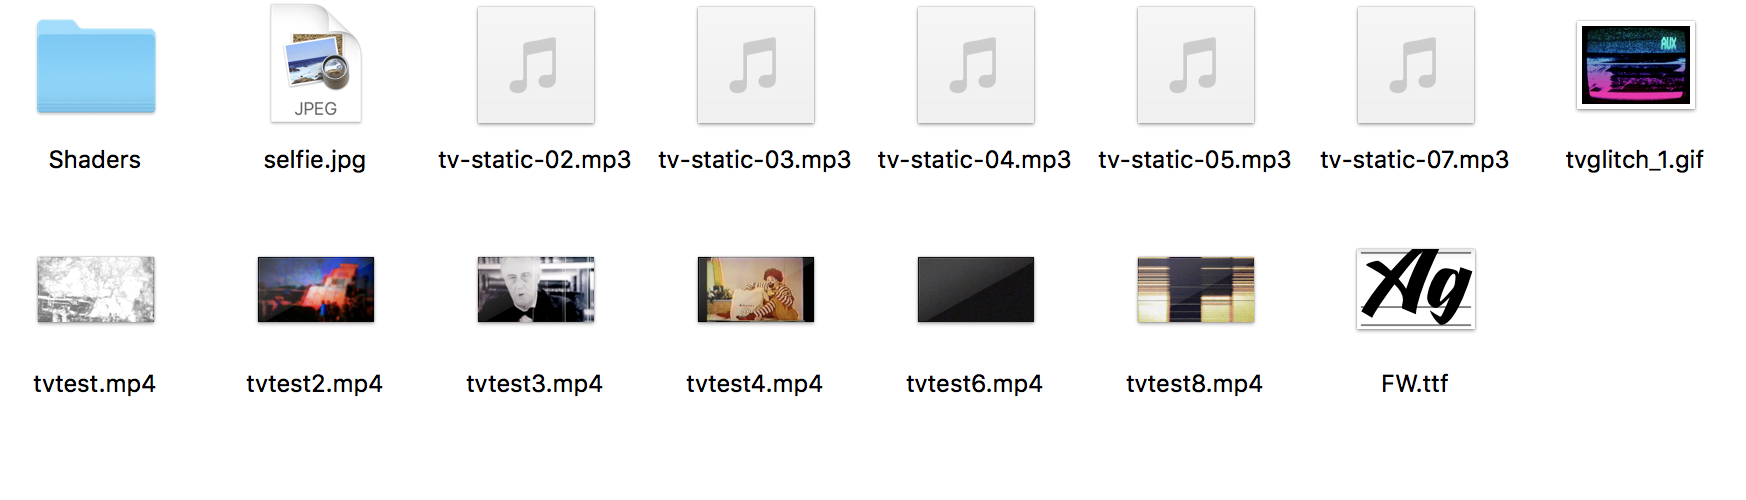 JPEG
AUX
Shaders
selfie.jpg
tv-static-02.mp3
tv-static-03.mp3
tv-static-04.mp3
tv-static-05.mp3
tv-static-07.mp3
tvglitch_1.gif
Ag
tvtest.mp4
tvtest2.mp4
tvtest3.mp4
tvtest4.mp4
tvtest6.mp4
tvtest8.mp4
FW.ttf